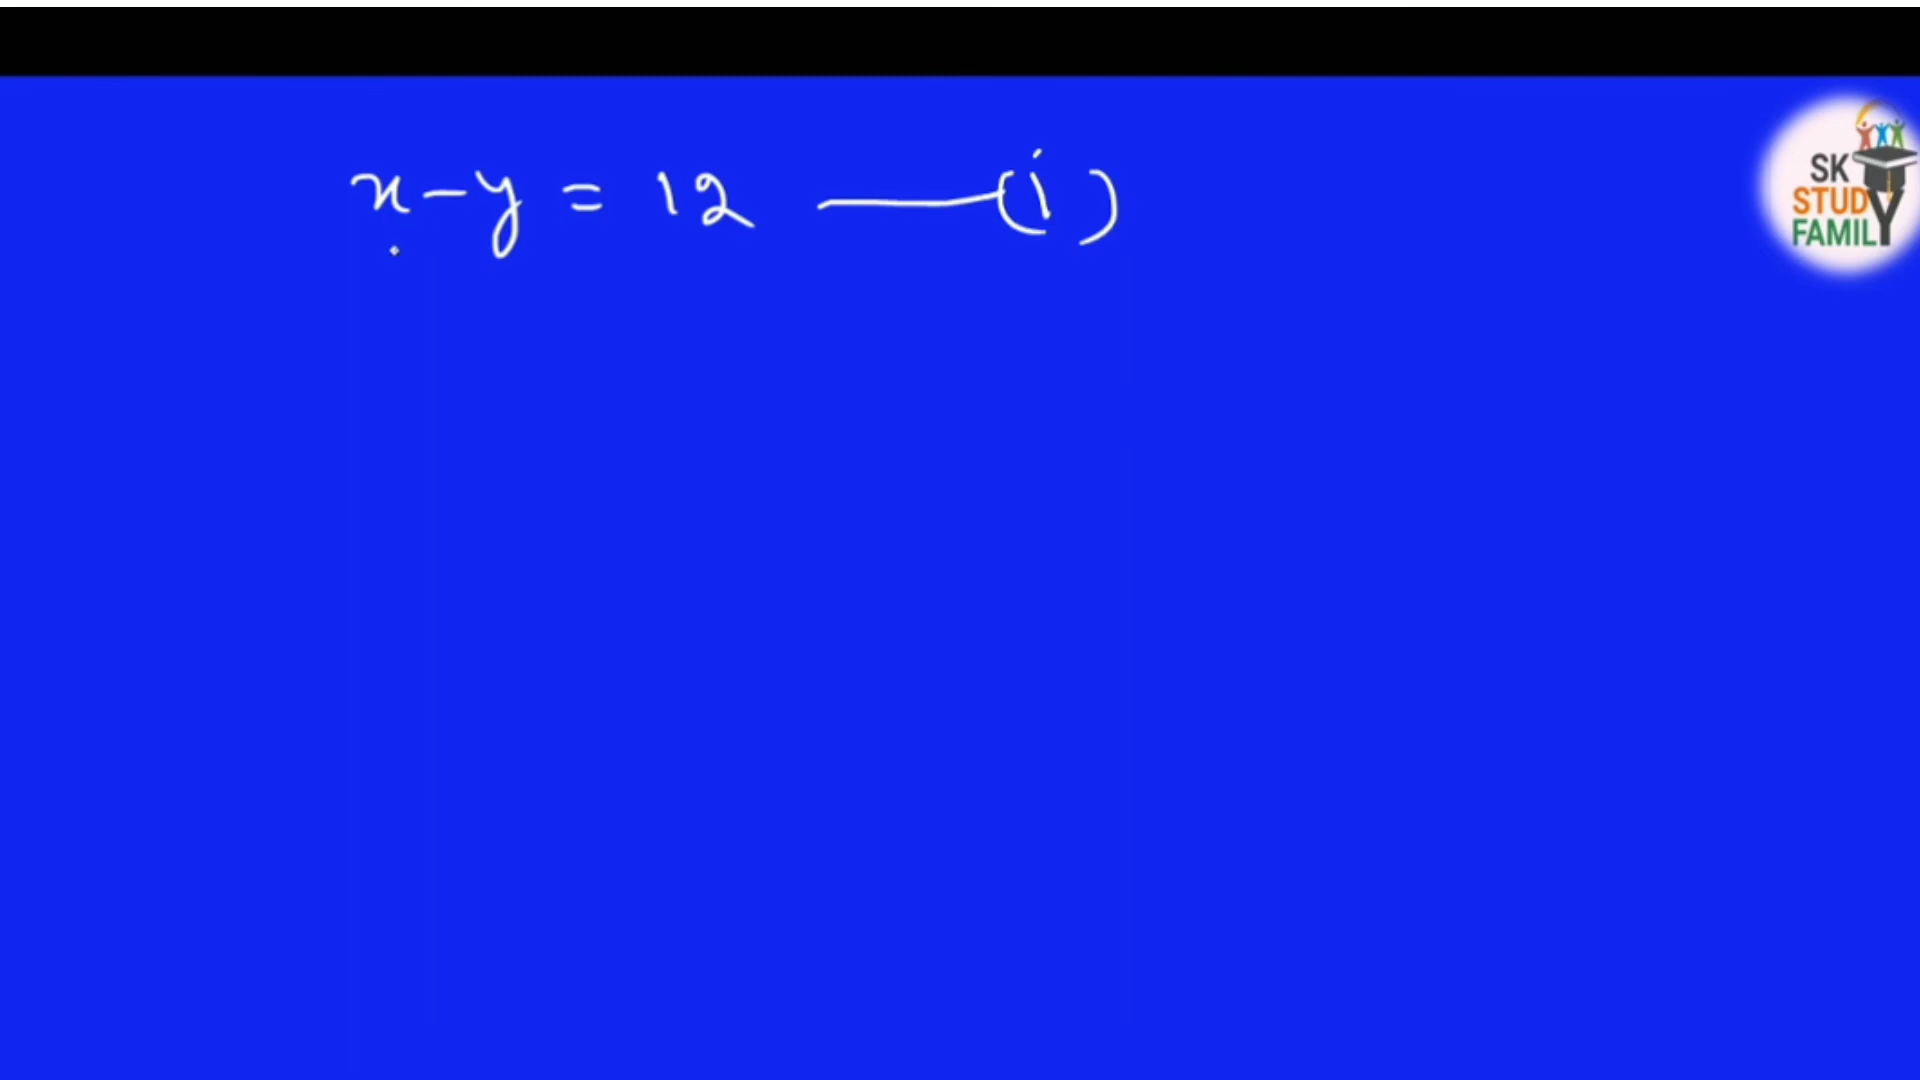 x - y = 12 —— (i)
SK
STUDY
FAMILY